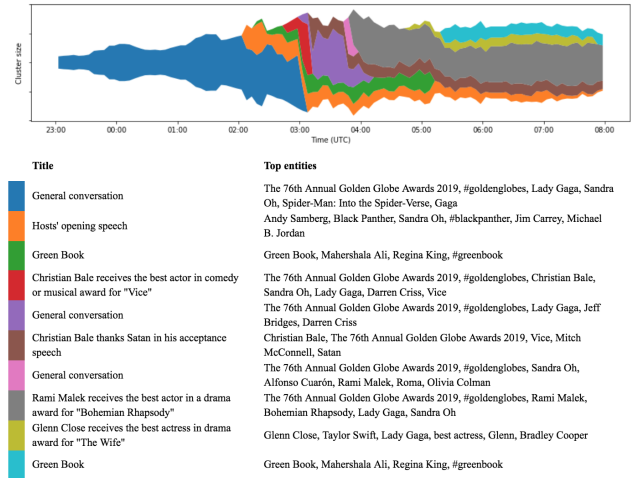 Cluster size
23:00 00:00 01:00 02:00 03:00 04:00 05:00 06:00 07:00 08:00
Time (UTC)
Title Top entities
General conversation
The 76th Annual Golden Globe Awards 2019, #goldenglobes, Lady Gaga, Sandra
Oh, Spider-Man: Into the Spider-Verse, Gaga
Hosts' opening speech
Andy Samberg, Black Panther, Sandra Oh, #blackpanther, Jim Carrey, Michael
B. Jordan
Green Book
Green Book, Mahershala Ali, Regina King, #greenbook
Christian Bale receives the best actor in comedy
or musical award for "Vice"
The 76th Annual Golden Globe Awards 2019, #goldenglobes, Christian Bale,
Sandra Oh, Lady Gaga, Darren Criss, Vice
General conversation
The 76th Annual Golden Globe Awards 2019, #goldenglobes, Lady Gaga, Jeff
Bridges, Darren Criss
Christian Bale thanks Satan in his acceptance
speech
Christian Bale, The 76th Annual Golden Globe Awards 2019, Vice, Mitch
McConnell, Satan
General conversation
The 76th Annual Golden Globe Awards 2019, #goldenglobes, Sandra Oh,
Alfonso Cuarón, Rami Malek, Roma, Olivia Colman
Rami Malek receives the best actor in a drama
award for "Bohemian Rhapsody"
The 76th Annual Golden Globe Awards 2019, #goldenglobes, Rami Malek,
Bohemian Rhapsody, Lady Gaga, Sandra Oh
Glenn Close receives the best actress in drama
award for "The Wife"
Glenn Close, Taylor Swift, Lady Gaga, best actress, Glenn, Bradley Cooper
Green Book
Green Book, Mahershala Ali, Regina King, #greenbook